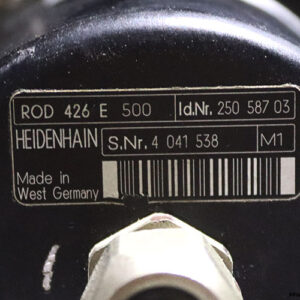 ROD 426 E 500 Id.Nr. 250 587 03
HEIDENHAIN S.Nr. 4 041 538 M1
Made in
West Germany